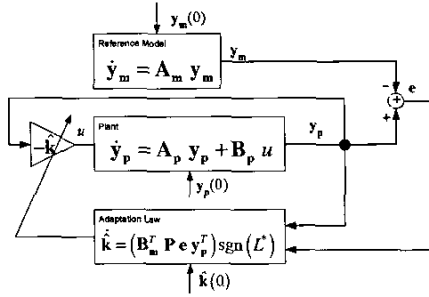 y_m(0)
Reference Model
ẏ_m = A_m y_m
y_m
−
+
e
+
y_p
−k̂
u
Plant
ẏ_p = A_p y_p + B_p u
y_p(0)
Adaptation Law
k̂̇ = (B_m^T P e y_p^T) sgn(L^*)
k̂(0)